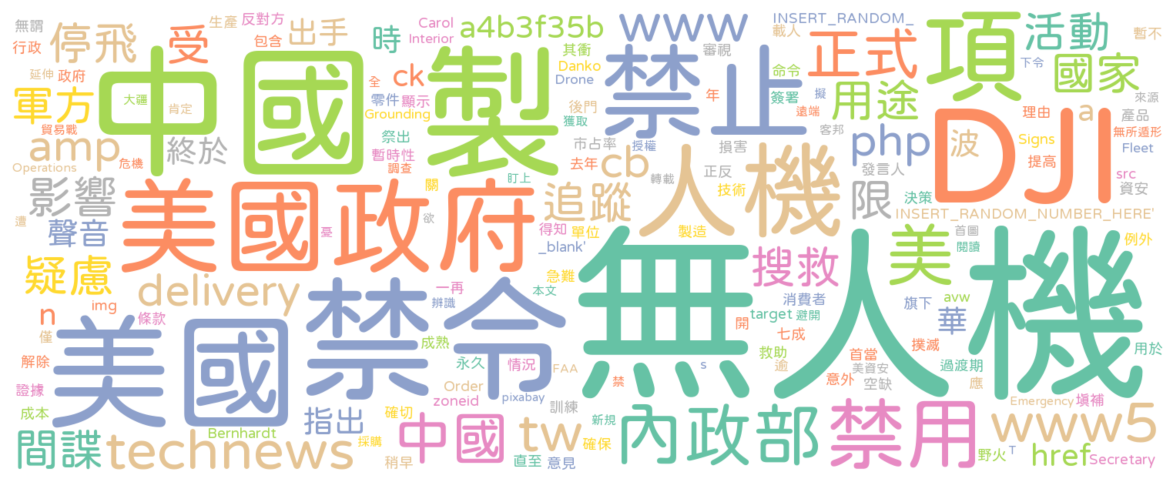 無謂
行政
停飛
受
生產
反對方
包含
出手
時
Carol
Interior
a4b3f35b
www
INSERT_RANDOM_
載人
正式
項
活動
暫不
下令
國家
延伸
政府
全
ck
其衝
Danko
Drone
禁止
審視
命令
簽署
遠端
用途
a
來源
產品
軍方
大疆
肯定
中國製
零件
顯示
Grounding
後門
獲取
年
理由
無所遁形
貿易戰
amp
終於
祭出
暫時性
調查
市占率
去年
授權
損害
客邦
php
DJI
波
Signs
提高
Fleet
src
資安
Operations
危機
影響
美國政府
關
盯上
cb
轉載
正反
技術
人機
發言人
限
決策
INSERT_RANDOM_NUMBER_HERE'
遭
聲音
憂
欲
追蹤
得知
單位
_blank'
製造
美
首圖
閱讀
例外
疑慮
delivery
一再
辨識
急難
本文
無人機
搜救
消費者
target
避開
旗下
avw
華
n
img
條款
美國禁令
僅
解除
成熟
永久
情況
FAA
開
七成
救助
逾
s
首當
美資安
意外
空缺
撲滅
過渡期
應
用於
證據
成本
Order
zoneid
pixabay
禁
Emergency
填補
Bernhardt
指出
確切
訓練
新規
間諜
technews
採購
稍早
中國
tw
確保
直至
意見
內政部
禁用
www5
野火
T
href
Secretary
擬